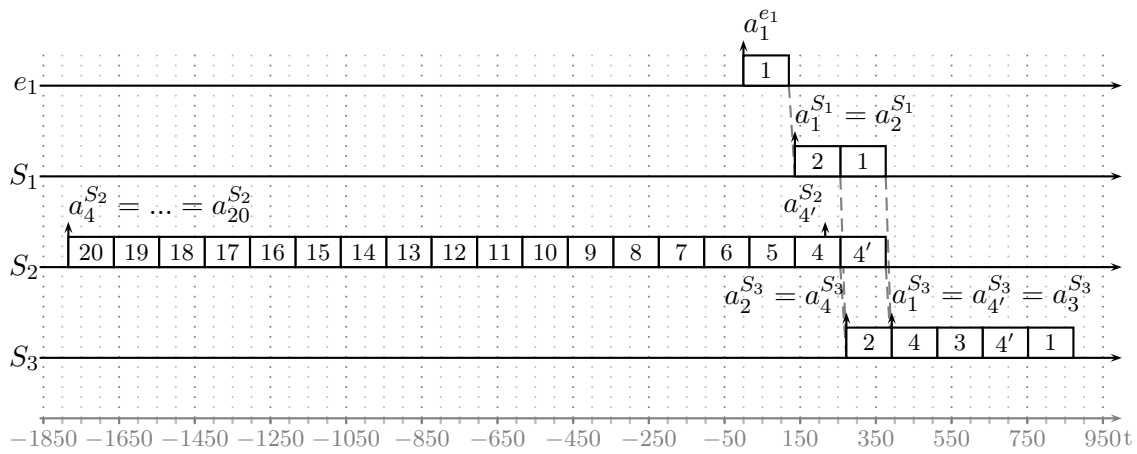 a_1^{e_1}
e_1 1
a_1^{S_1} = a_2^{S_1}
S_1 2 1
a_4^{S_2} = ... = a_{20}^{S_2} a_{4'}^{S_2}
S_2 20 19 18 17 16 15 14 13 12 11 10 9 8 7 6 5 4 4'
a_2^{S_3} = a_4^{S_3} a_1^{S_3} = a_{4'}^{S_3} = a_3^{S_3}
S_3 2 4 3 4' 1
−1850 −1650 −1450 −1250 −1050 −850 −650 −450 −250 −50 150 350 550 750 950 t